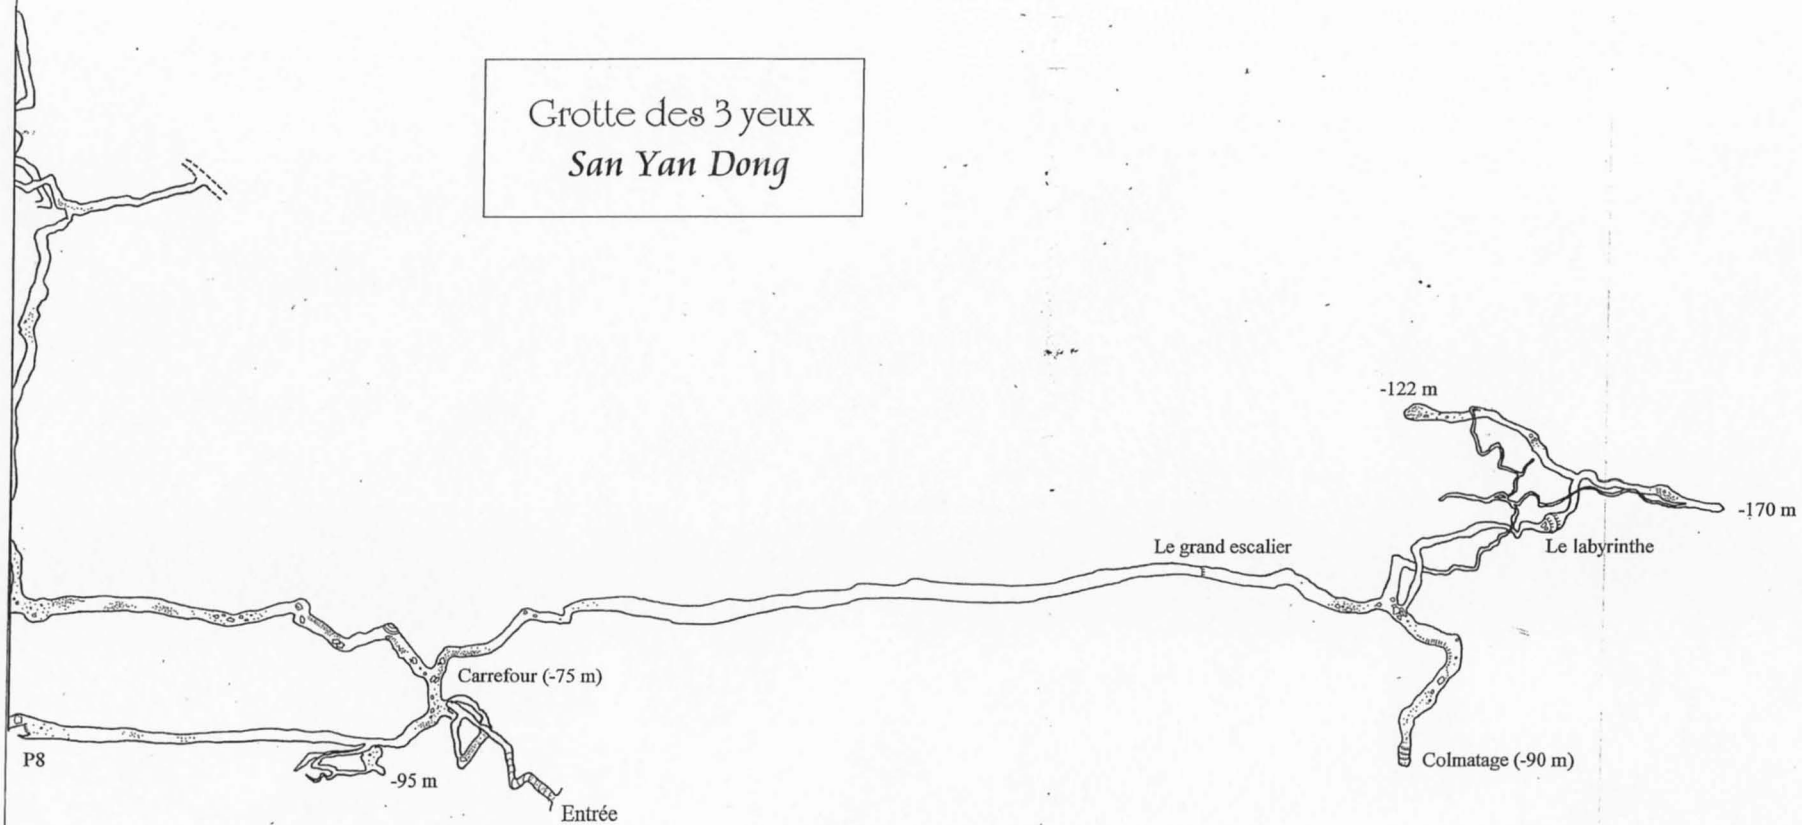 Grotte des 3 yeux
San Yan Dong
-122 m
-170 m
Le grand escalier
Le labyrinthe
Carrefour (-75 m)
P8
-95 m
Colmatage (-90 m)
Entrée